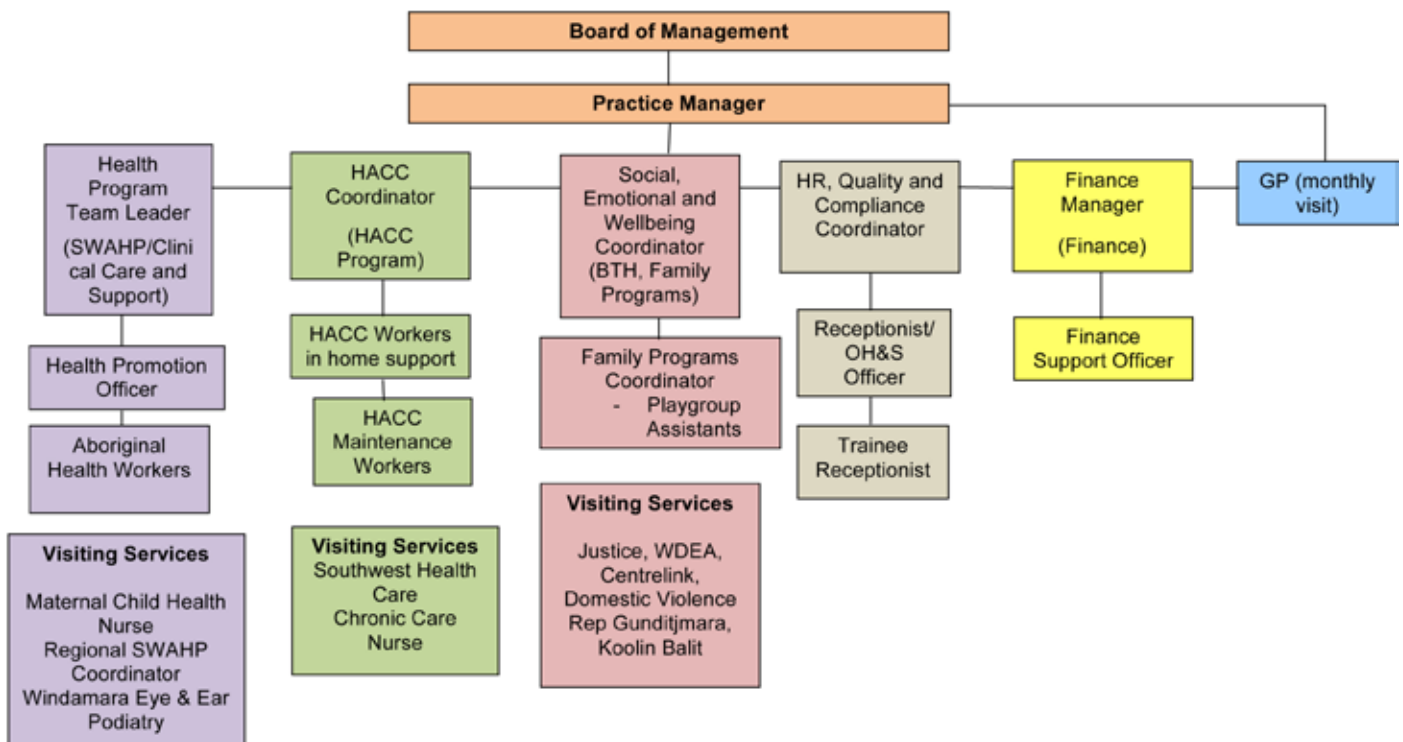 Board of Management
Practice Manager
Health
Program
Team Leader
(SWAHP/Clini
cal Care and
Support)
HACC
Coordinator
(HACC
Program)
Social,
Emotional and
Wellbeing
Coordinator
(BTH, Family
Programs)
HR, Quality and
Compliance
Coordinator
Finance
Manager
(Finance)
GP (monthly
visit)
Health Promotion
Officer
Aboriginal
Health Workers
HACC Workers
in home support
HACC
Maintenance
Workers
Family Programs
Coordinator
- Playgroup
Assistants
Receptionist/
OH&S
Officer
Trainee
Receptionist
Finance
Support Officer
Visiting Services
Maternal Child Health
Nurse
Regional SWAHP
Coordinator
Windamara Eye & Ear
Podiatry
Visiting Services
Southwest Health
Care
Chronic Care
Nurse
Visiting Services
Justice, WDEA,
Centrelink,
Domestic Violence
Rep Gunditjmara,
Koolin Balit